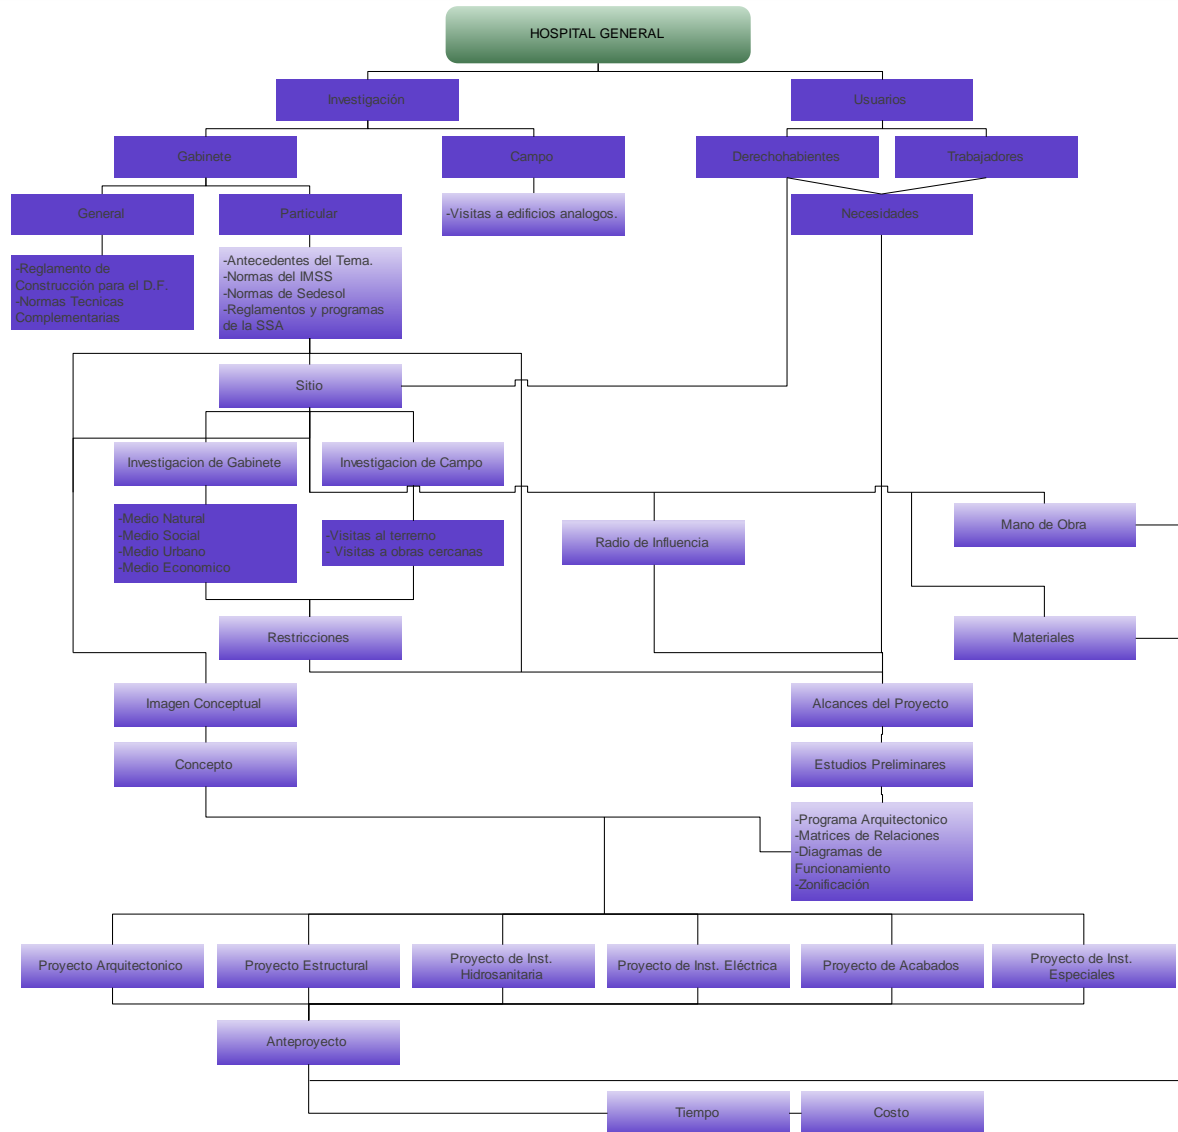 HOSPITAL GENERAL
Investigación
Usuarios
Gabinete
Campo
Derechohabientes
Trabajadores
General
Particular
-Visitas a edificios analogos.
Necesidades
-Reglamento de
Construcción para el D.F.
-Normas Tecnicas
Complementarias
-Antecedentes del Tema.
-Normas del IMSS
-Normas de Sedesol
-Reglamentos y programas
de la SSA
Sitio
Investigacion de Gabinete
Investigacion de Campo
-Medio Natural
-Medio Social
-Medio Urbano
-Medio Economico
-Visitas al terremo
- Visitas a obras cercanas
Radio de Influencia
Mano de Obra
Restricciones
Materiales
Imagen Conceptual
Alcances del Proyecto
Concepto
Estudios Preliminares
-Programa Arquitectonico
-Matrices de Relaciones
-Diagramas de
Funcionamiento
-Zonificación
Proyecto Arquitectonico
Proyecto Estructural
Proyecto de Inst.
Hidrosanitaria
Proyecto de Inst. Eléctrica
Proyecto de Acabados
Proyecto de Inst.
Especiales
Anteproyecto
Tiempo
Costo